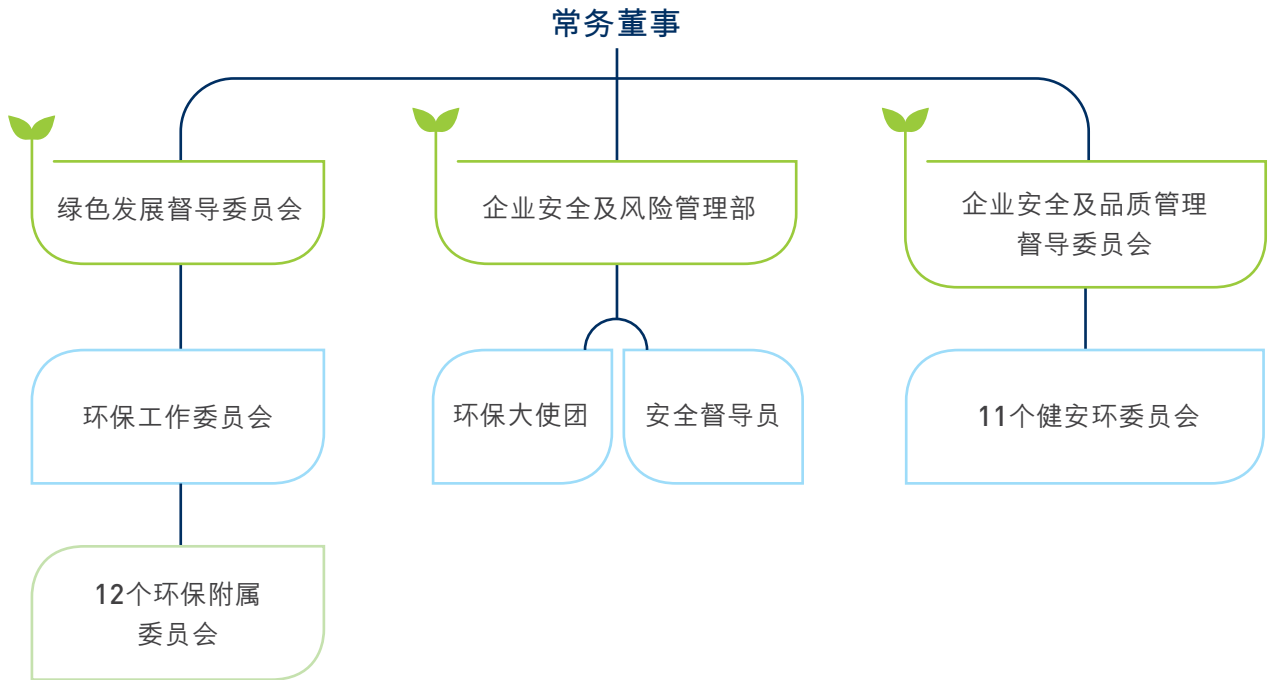 常务董事
绿色发展督导委员会
企业安全及风险管理部
企业安全及品质管理
督导委员会
环保工作委员会
环保大使团
安全督导员
11个健安环委员会
12个环保附属
委员会